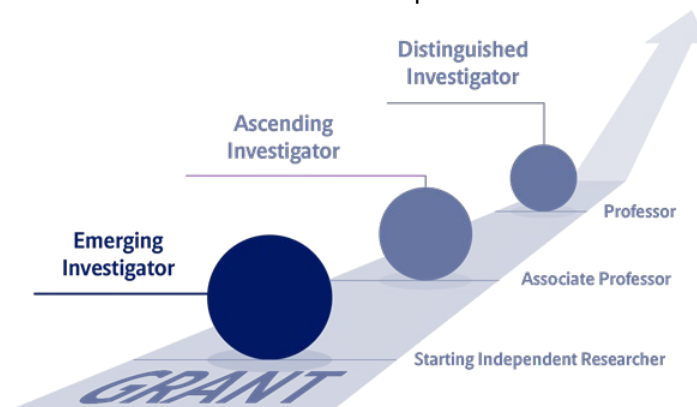 Distinguished
Investigator
Ascending
Investigator
Professor
Emerging
Investigator
Associate Professor
Starting Independent Researcher
GRANT